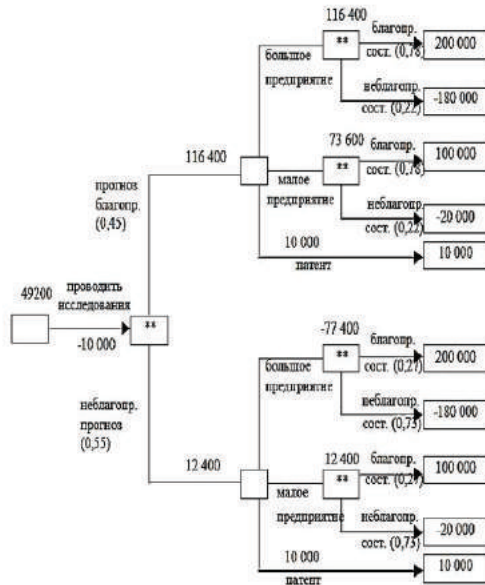 116 400
благопр.
сост. (0,78)
200 000
большое
предприятие
неблагопр.
сост. (0,22)
-180 000
116 400
73 600
благопр.
сост. (0,78)
100 000
малое
предприятие
неблагопр.
сост. (0,22)
-20 000
прогноз
благопр.
(0,45)
10 000
патент
10 000
49200
проводить
исследования
-10 000
**
**
**
-77 400
благопр.
сост. (0,27)
200 000
большое
предприятие
**
неблагопр.
сост. (0,73)
-180 000
неблагопр.
прогноз
(0,55)
12 400
12 400
благопр.
сост. (0,27)
100 000
малое
**
предприятие
неблагопр.
сост. (0,73)
-20 000
10 000
патент
10 000
**